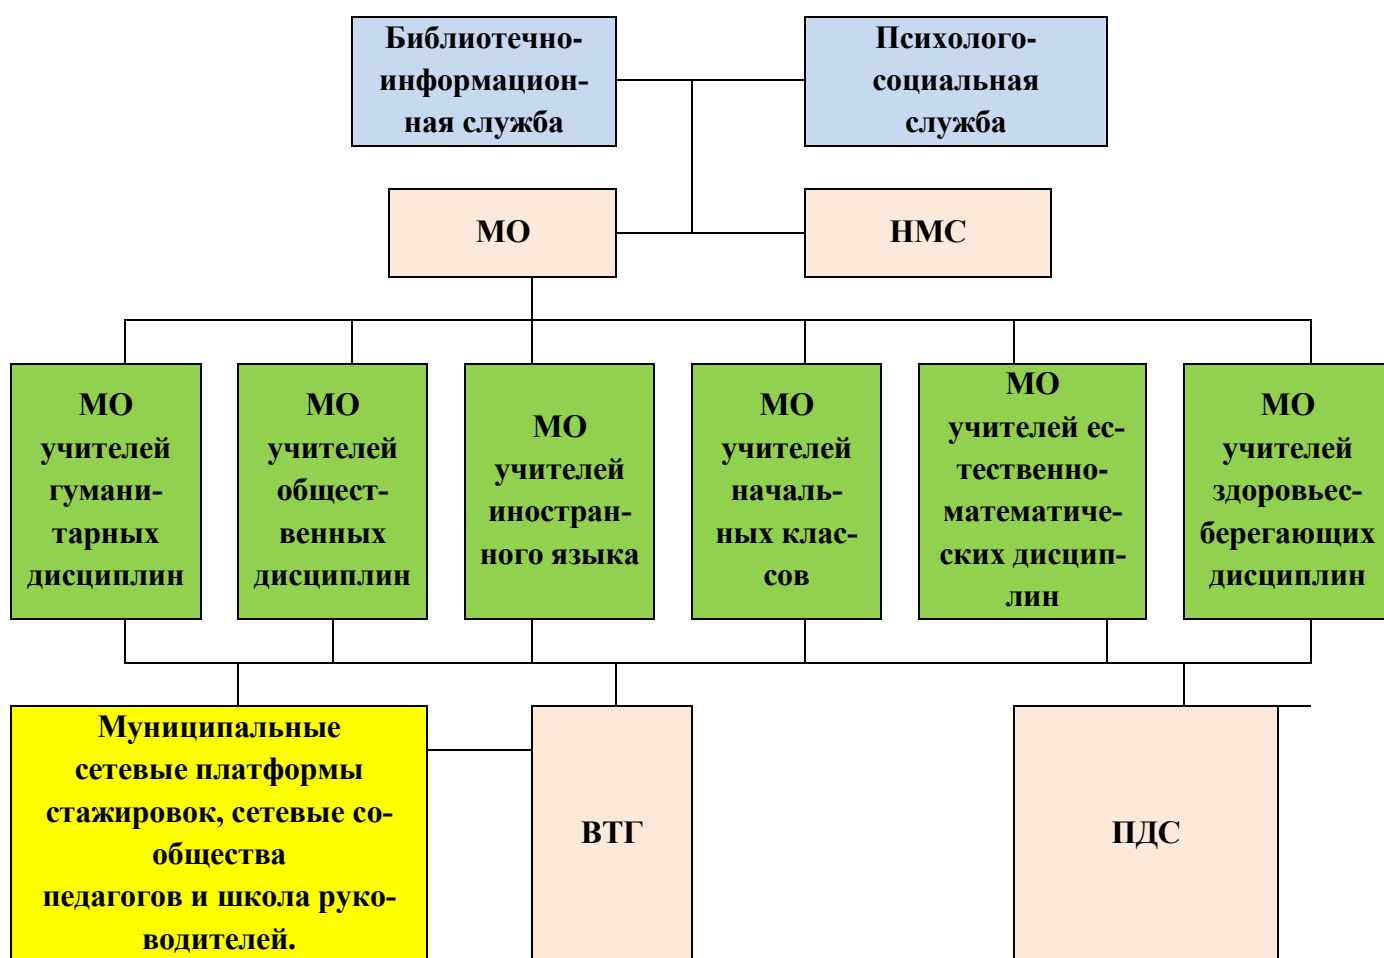 Библиотечно-
информацион-
ная служба
Психолого-
социальная
служба
МО
НМС
МО
учителей
гумани-
тарных
дисциплин
МО
учителей
общест-
венных
дисциплин
МО
учителей
иностран-
ного языка
МО
учителей
началь-
ных клас-
сов
МО
учителей ес-
тественно-
математиче-
ских дисцип-
лин
МО
учителей
здоровьес-
берегающих
дисциплин
Муниципальные
сетевые платформы
стажировок, сетевые со-
общества
педагогов и школа руко-
водителей.
ВТГ
ПДС